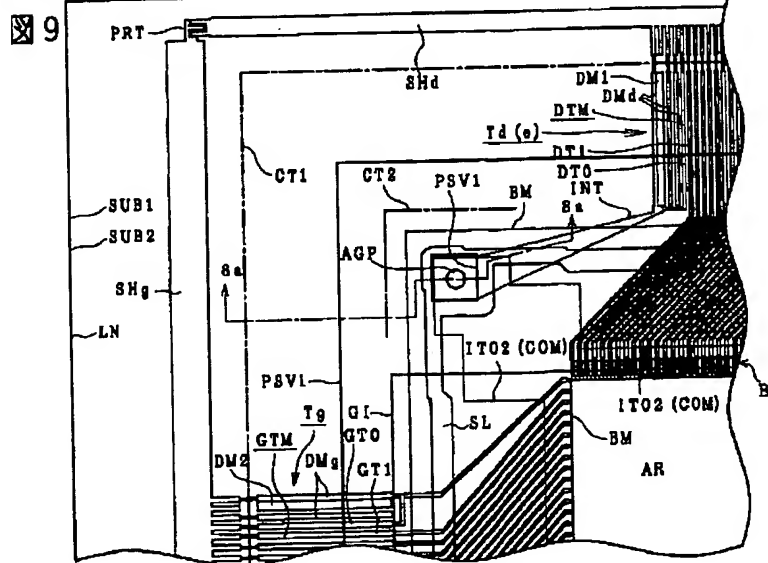 図 9
PRT
SHd
DM1
DMd
DTM
Td (e)
DT1
DT0
CT1
CT2
PSV1
BM
INT
8a
AGP
SUB1
SUB2
8a
SHg
LN
ITO2 (COM)
B
PSV1
GI
ITO2 (COM)
Tg
SL
BM
GTM
GT0
DM2
DMg
GT1
AR